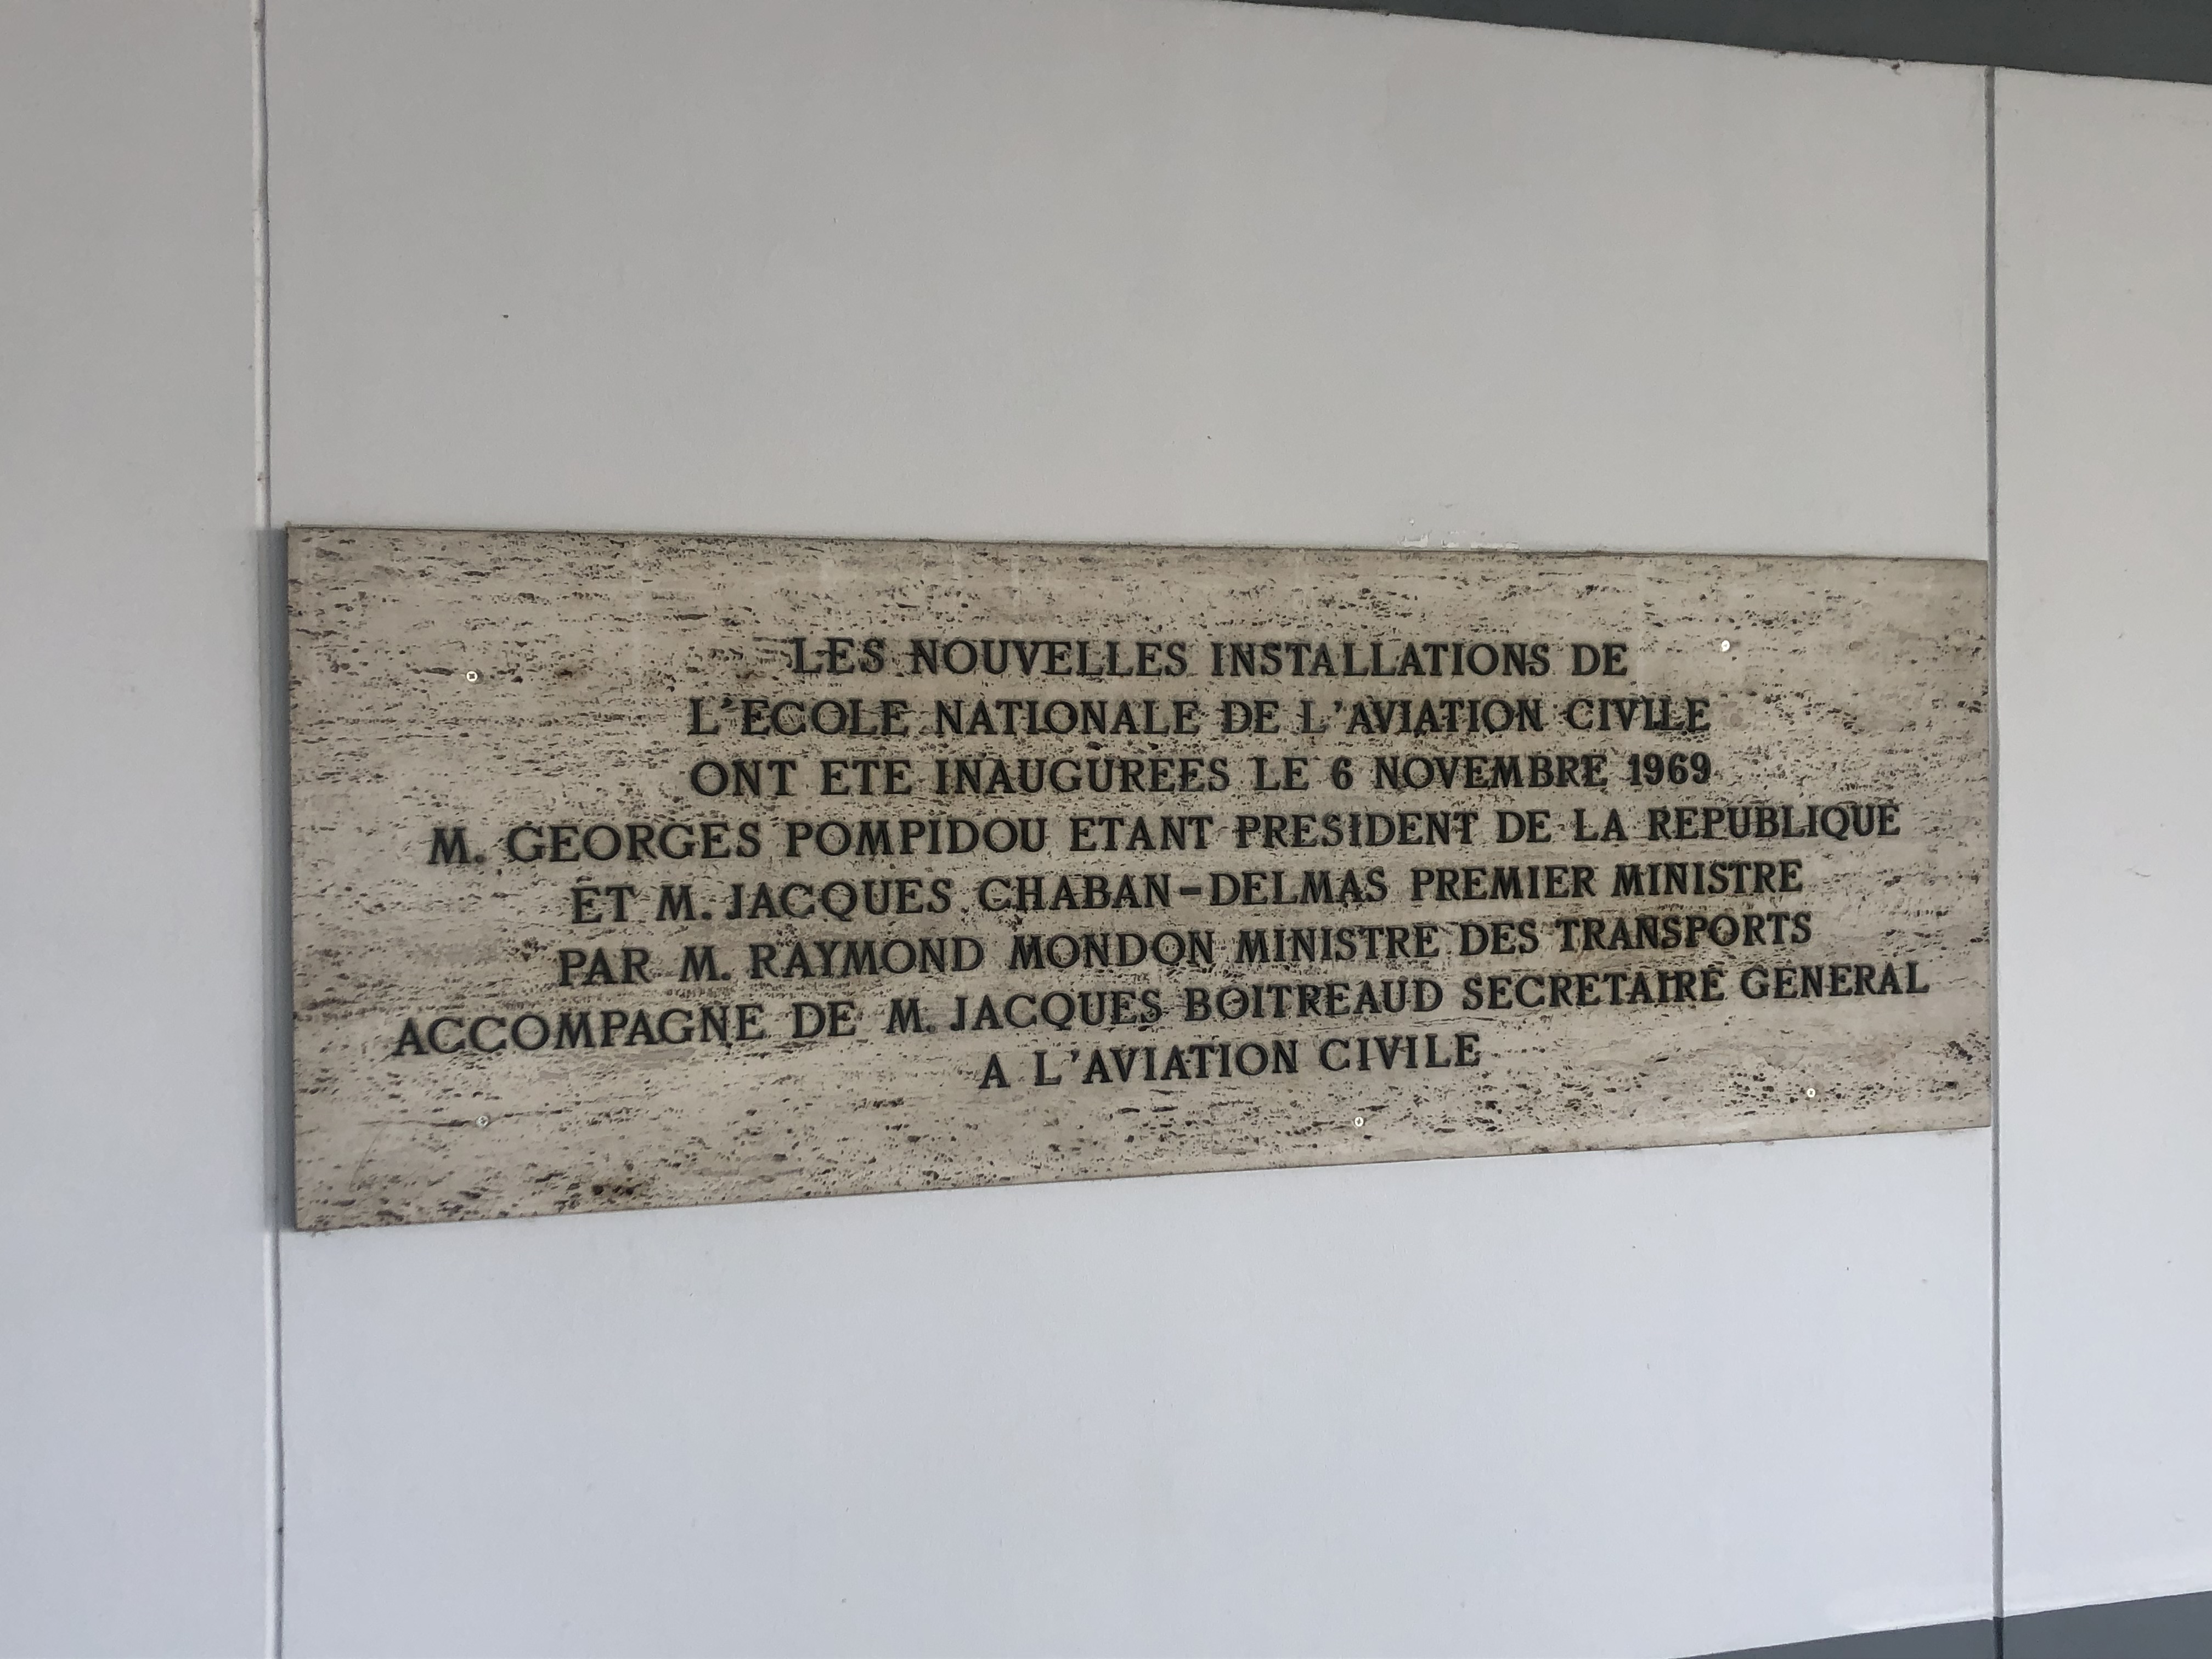 LES NOUVELLES INSTALLATIONS DE
L'ECOLE NATIONALE DE L'AVIATION CIVILE
ONT ETE INAUGUREES LE 6 NOVEMBRE 1969
M. GEORGES POMPIDOU ETANT PRESIDENT DE LA REPUBLIQUE
ET M. JACQUES CHABAN-DELMAS PREMIER MINISTRE
PAR M. RAYMOND MONDON MINISTRE DES TRANSPORTS
ACCOMPAGNE DE M. JACQUES BOITREAUD SECRETAIRE GENERAL
A L'AVIATION CIVILE